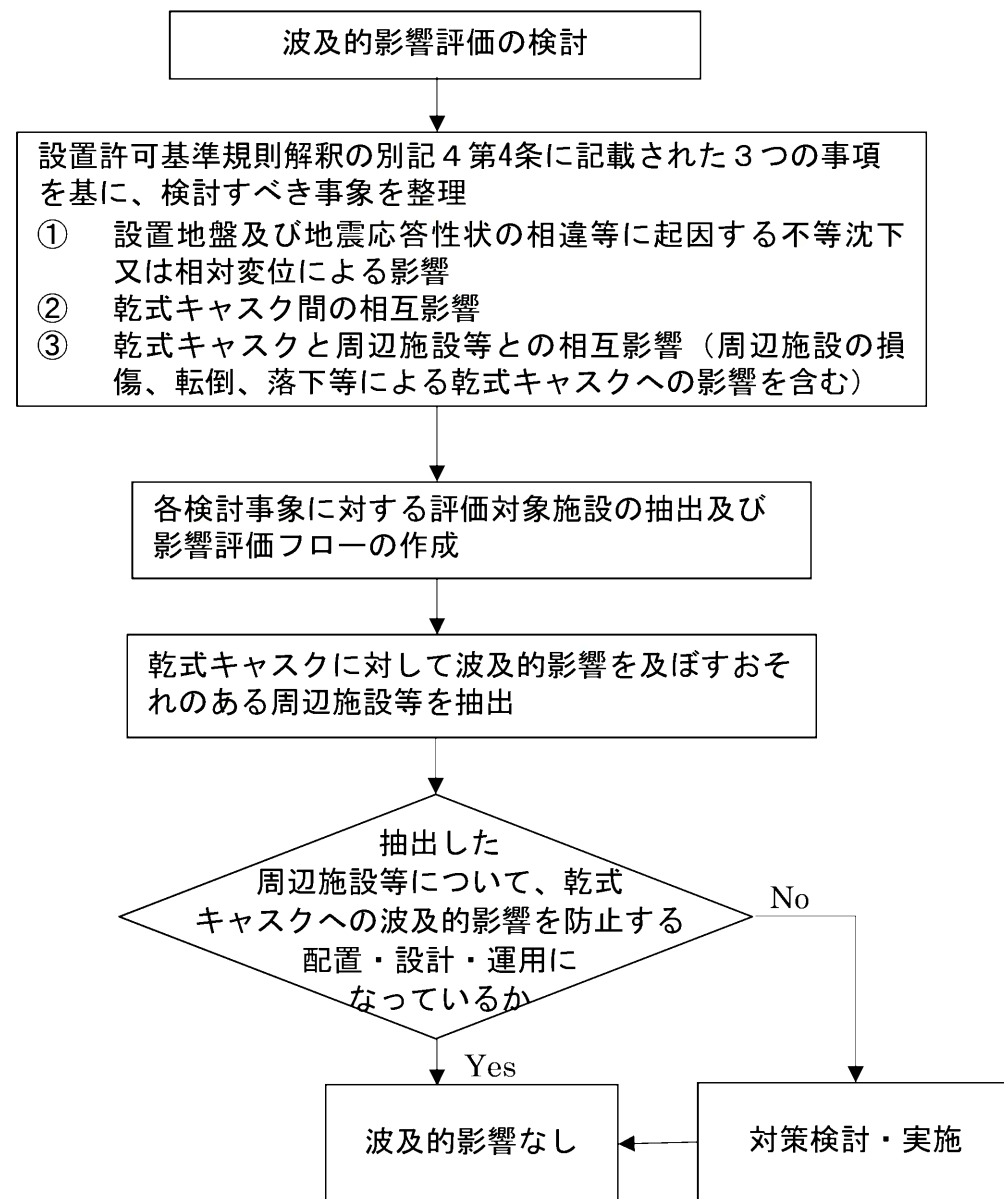 波及的影響評価の検討
設置許可基準規則解釈の別記４第4条に記載された３つの事項
を基に、検討すべき事象を整理
① 設置地盤及び地震応答性状の相違等に起因する不等沈下
又は相対変位による影響
② 乾式キャスク間の相互影響
③ 乾式キャスクと周辺施設等との相互影響（周辺施設の損
傷、転倒、落下等による乾式キャスクへの影響を含む）
各検討事象に対する評価対象施設の抽出及び
影響評価フローの作成
乾式キャスクに対して波及的影響を及ぼすおそ
れのある周辺施設等を抽出
抽出した
周辺施設等について、乾式
キャスクへの波及的影響を防止する
配置・設計・運用に
なっているか
No
Yes
波及的影響なし
対策検討・実施